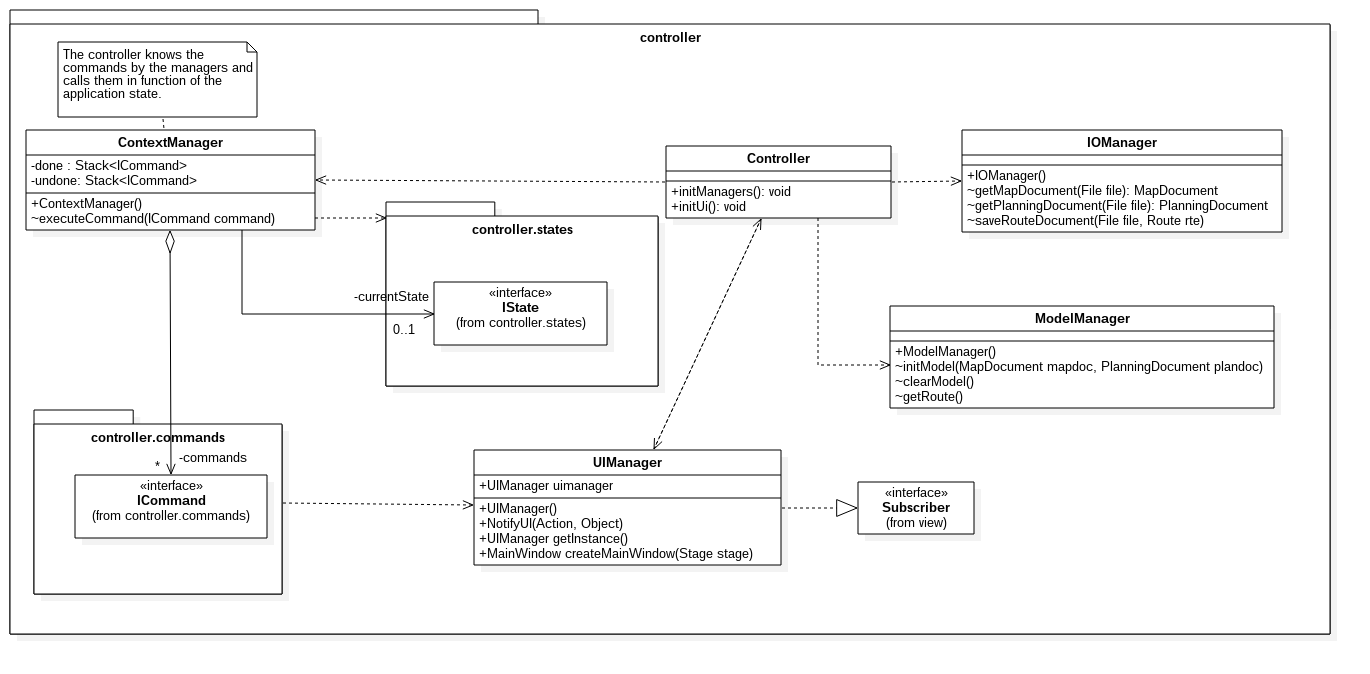 controller
The controller knows the
commands by the managers and
calls them in function of the
application state.
ContextManager
-done : Stack<ICommand>
-undone: Stack<ICommand>
+ContextManager()
~executeCommand(ICommand command)
Controller
+initManagers(): void
+initUi(): void
IOManager
+IOManager()
~getMapDocument(File file): MapDocument
~getPlanningDocument(File file): PlanningDocument
~saveRouteDocument(File file, Route rte)
controller.states
-currentState
0..1
«interface»
IState
(from controller.states)
ModelManager
+ModelManager()
~initModel(MapDocument mapdoc, PlanningDocument plandoc)
~clearModel()
~getRoute()
controller.commands
-commands
*
«interface»
ICommand
(from controller.commands)
UIManager
+UIManager uimanager
+UIManager()
+NotifyUI(Action, Object)
+UIManager getInstance()
+MainWindow createMainWindow(Stage stage)
«interface»
Subscriber
(from view)